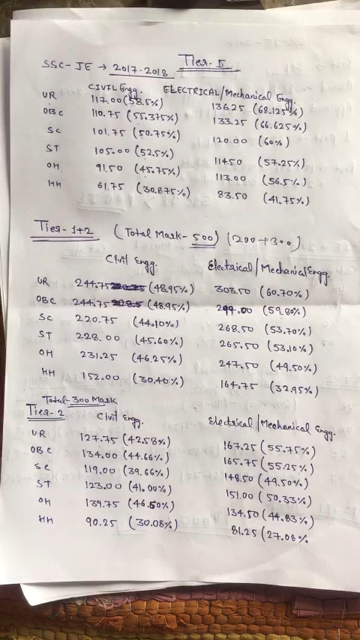 SSC-JE → 2017-2018 Tier-I
CIVIL Engg. ELECTRICAL/Mechanical Engg.
UR 117.00 (58.5%) 136.25 (68.125%)
OBC 110.75 (55.375%) 133.25 (66.625%)
SC 101.75 (50.75%) 120.00 (60%)
ST 105.00 (52.5%) 114.50 (57.25%)
OH 91.50 (45.75%) 113.00 (56.5%)
HH 61.75 (30.875%) 83.50 (41.75%)
Tier-1+2 (Total Mark-500) (200+300)
Civil Engg. Electrical/Mechanical Engg.
UR 244.75 (48.95%) 303.50 (60.70%)
OBC 244.75 (48.95%) 299.00 (59.80%)
SC 220.75 (44.10%) 268.50 (53.70%)
ST 228.00 (45.60%) 265.50 (53.10%)
OH 231.25 (46.25%) 247.50 (49.50%)
HH 152.00 (30.40%) 164.75 (32.95%)
Total-300 Mark
Tier-2 Civil Engg. Electrical/Mechanical Engg.
UR 127.75 (42.58%) 167.25 (55.75%)
OBC 134.00 (44.66%) 165.75 (55.25%)
SC 119.00 (39.66%) 148.50 (49.50%)
ST 123.00 (41.00%) 151.00 (50.33%)
OH 139.75 (46.50%) 134.50 (44.83%)
HH 90.25 (30.08%) 81.25 (27.08%